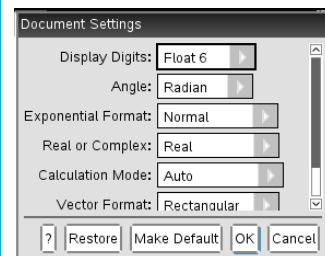 Document Settings
Display Digits: Float 6
Angle: Radian
Exponential Format: Normal
Real or Complex: Real
Calculation Mode: Auto
Vector Format: Rectangular
? Restore Make Default OK Cancel